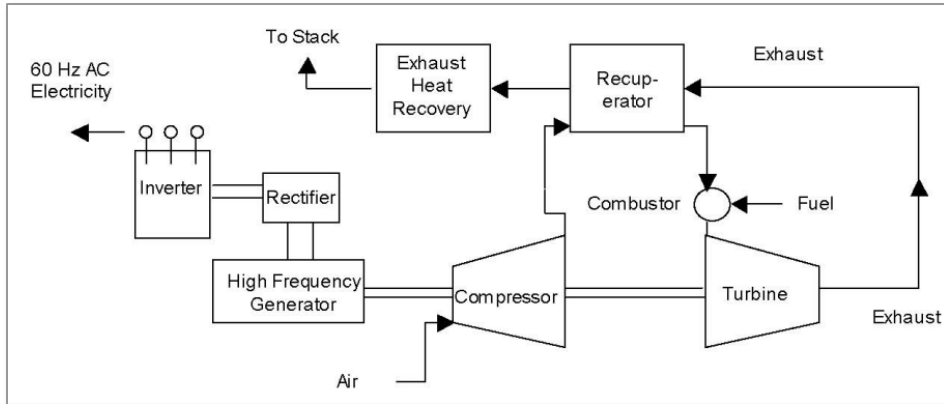 To Stack
Exhaust
Heat
Recovery
Recup-
erator
Exhaust
60 Hz AC
Electricity
Inverter
Rectifier
Combustor
Fuel
High Frequency
Generator
Compressor
Turbine
Exhaust
Air